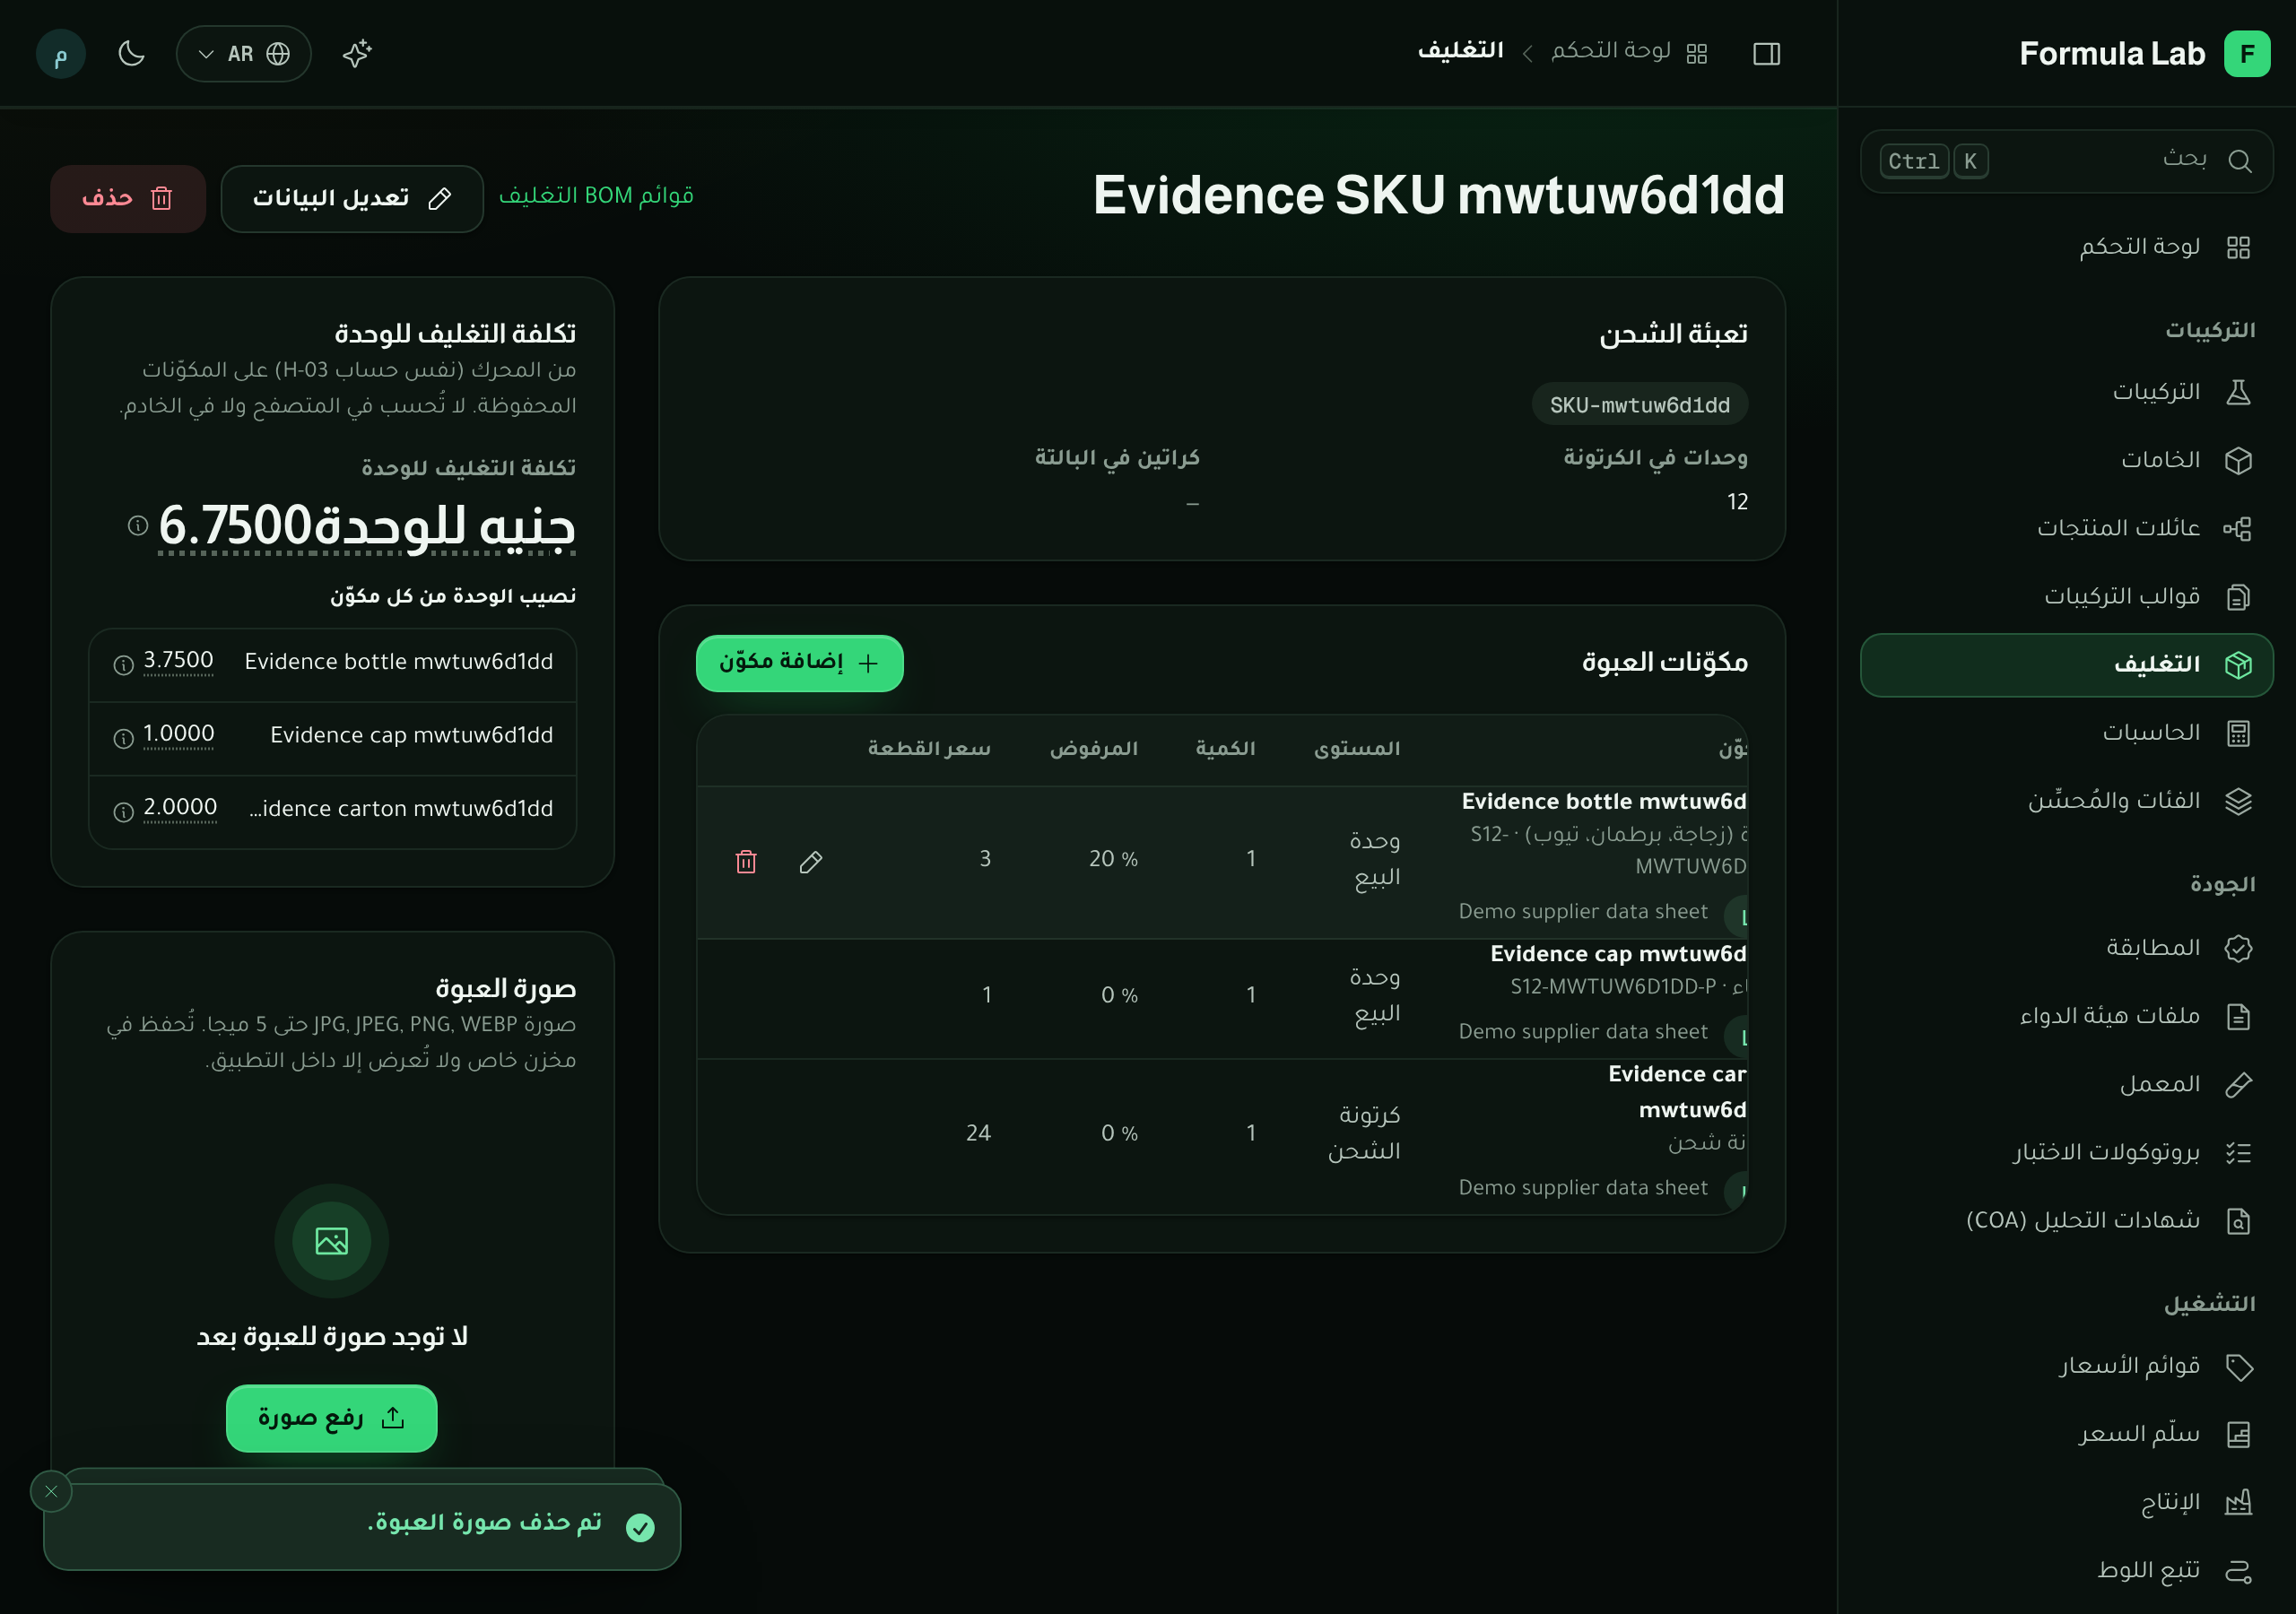 Formula Lab
F
بحث
Ctrl K
لوحة التحكم
التركيبات
التركيبات
الخامات
عائلات المنتجات
قوالب التركيبات
التغليف
الحاسبات
الفئات والمُحسِّن
الجودة
المطابقة
ملفات هيئة الدواء
المعمل
بروتوكولات الاختبار
شهادات التحليل (COA)
التشغيل
قوائم الأسعار
سلّم السعر
الإنتاج
تتبع اللوط
لوحة التحكم
التغليف
AR
م
Evidence SKU mwtuw6d1dd
قوائم BOM التغليف
تعديل البيانات
حذف
تعبئة الشحن
SKU-mwtuw6d1dd
وحدات في الكرتونة
كراتين في البالتة
12
—
مكوّنات العبوة
إضافة مكوّن
المستوى
الكمية
المرفوض
سعر القطعة
Evidence bottle mwtuw6d
(زجاجة، برطمان، تيوب) · S12-
MWTUW6D
Demo supplier data sheet
وحدة
البيع
1
20 %
3
Evidence cap mwtuw6d
· S12-MWTUW6D1DD-P
Demo supplier data sheet
وحدة
البيع
1
0 %
1
Evidence car
mwtuw6d
نة شحن
Demo supplier data sheet
كرتونة
الشحن
1
0 %
24
تكلفة التغليف للوحدة
من المحرك (نفس حساب H-03) على المكوّنات
المحفوظة. لا تُحسب في المتصفح ولا في الخادم.
تكلفة التغليف للوحدة
جنيه للوحدة6.7500
نصيب الوحدة من كل مكوّن
Evidence bottle mwtuw6d1dd
3.7500
Evidence cap mwtuw6d1dd
1.0000
…idence carton mwtuw6d1dd
2.0000
صورة العبوة
صورة JPG, JPEG, PNG, WEBP حتى 5 ميجا. تُحفظ في
مخزن خاص ولا تُعرض إلا داخل التطبيق.
لا توجد صورة للعبوة بعد
رفع صورة
تم حذف صورة العبوة.